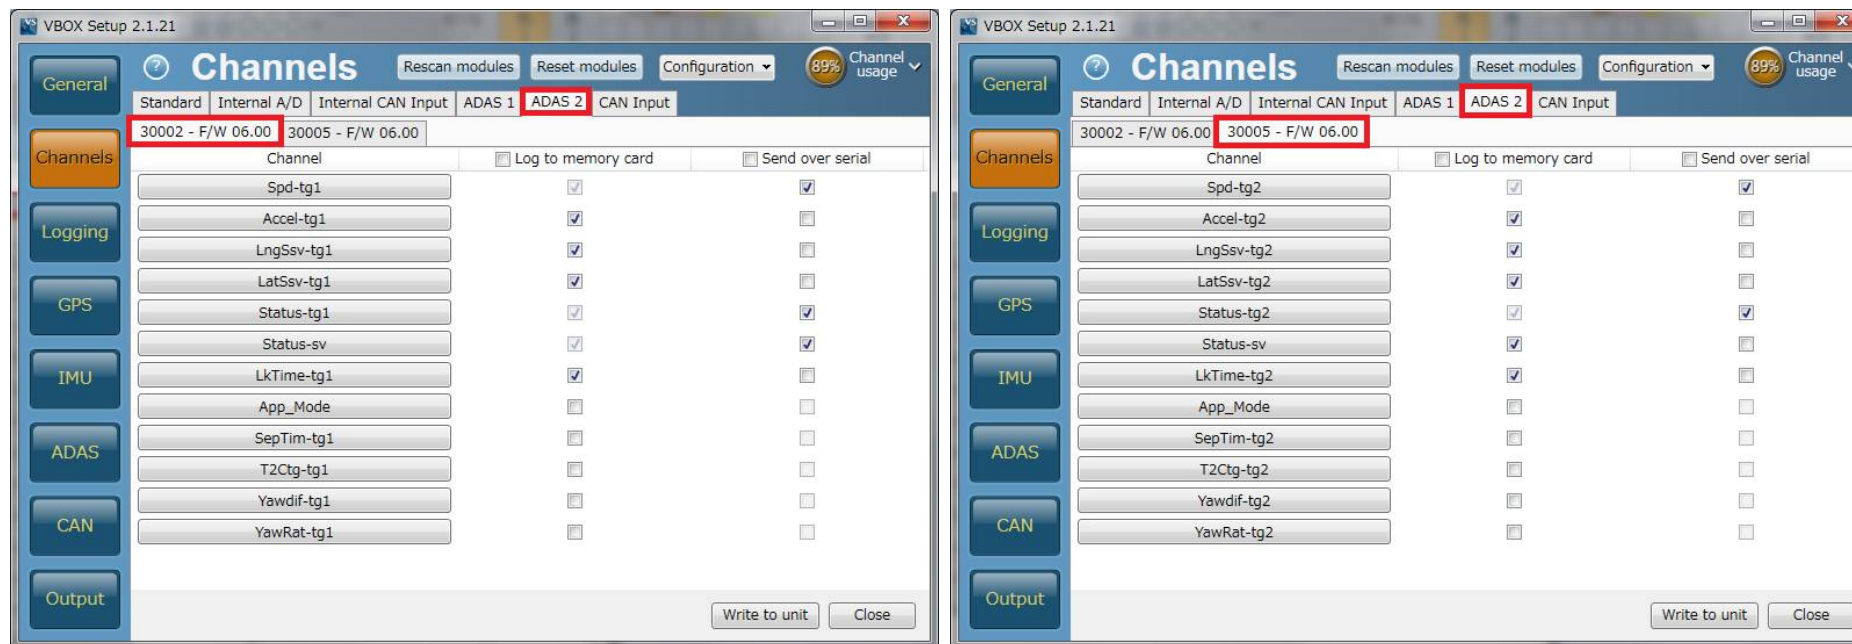 VBOX Setup 2.1.21
General
Channels
Logging
GPS
IMU
ADAS
CAN
Output
? Channels Rescan modules Reset modules Configuration 89% Channel usage
Standard Internal A/D Internal CAN Input ADAS 1 ADAS 2 CAN Input
30002 - F/W 06.00 30005 - F/W 06.00
Channel Log to memory card Send over serial
Spd-tg1
Accel-tg1
LngSsv-tg1
LatSsv-tg1
Status-tg1
Status-sv
LkTime-tg1
App_Mode
SepTim-tg1
T2Ctg-tg1
Yawdif-tg1
YawRat-tg1
Write to unit Close
VBOX Setup 2.1.21
General
Channels
Logging
GPS
IMU
ADAS
CAN
Output
? Channels Rescan modules Reset modules Configuration 89% Channel usage
Standard Internal A/D Internal CAN Input ADAS 1 ADAS 2 CAN Input
30002 - F/W 06.00 30005 - F/W 06.00
Channel Log to memory card Send over serial
Spd-tg2
Accel-tg2
LngSsv-tg2
LatSsv-tg2
Status-tg2
Status-sv
LkTime-tg2
App_Mode
SepTim-tg2
T2Ctg-tg2
Yawdif-tg2
YawRat-tg2
Write to unit Close